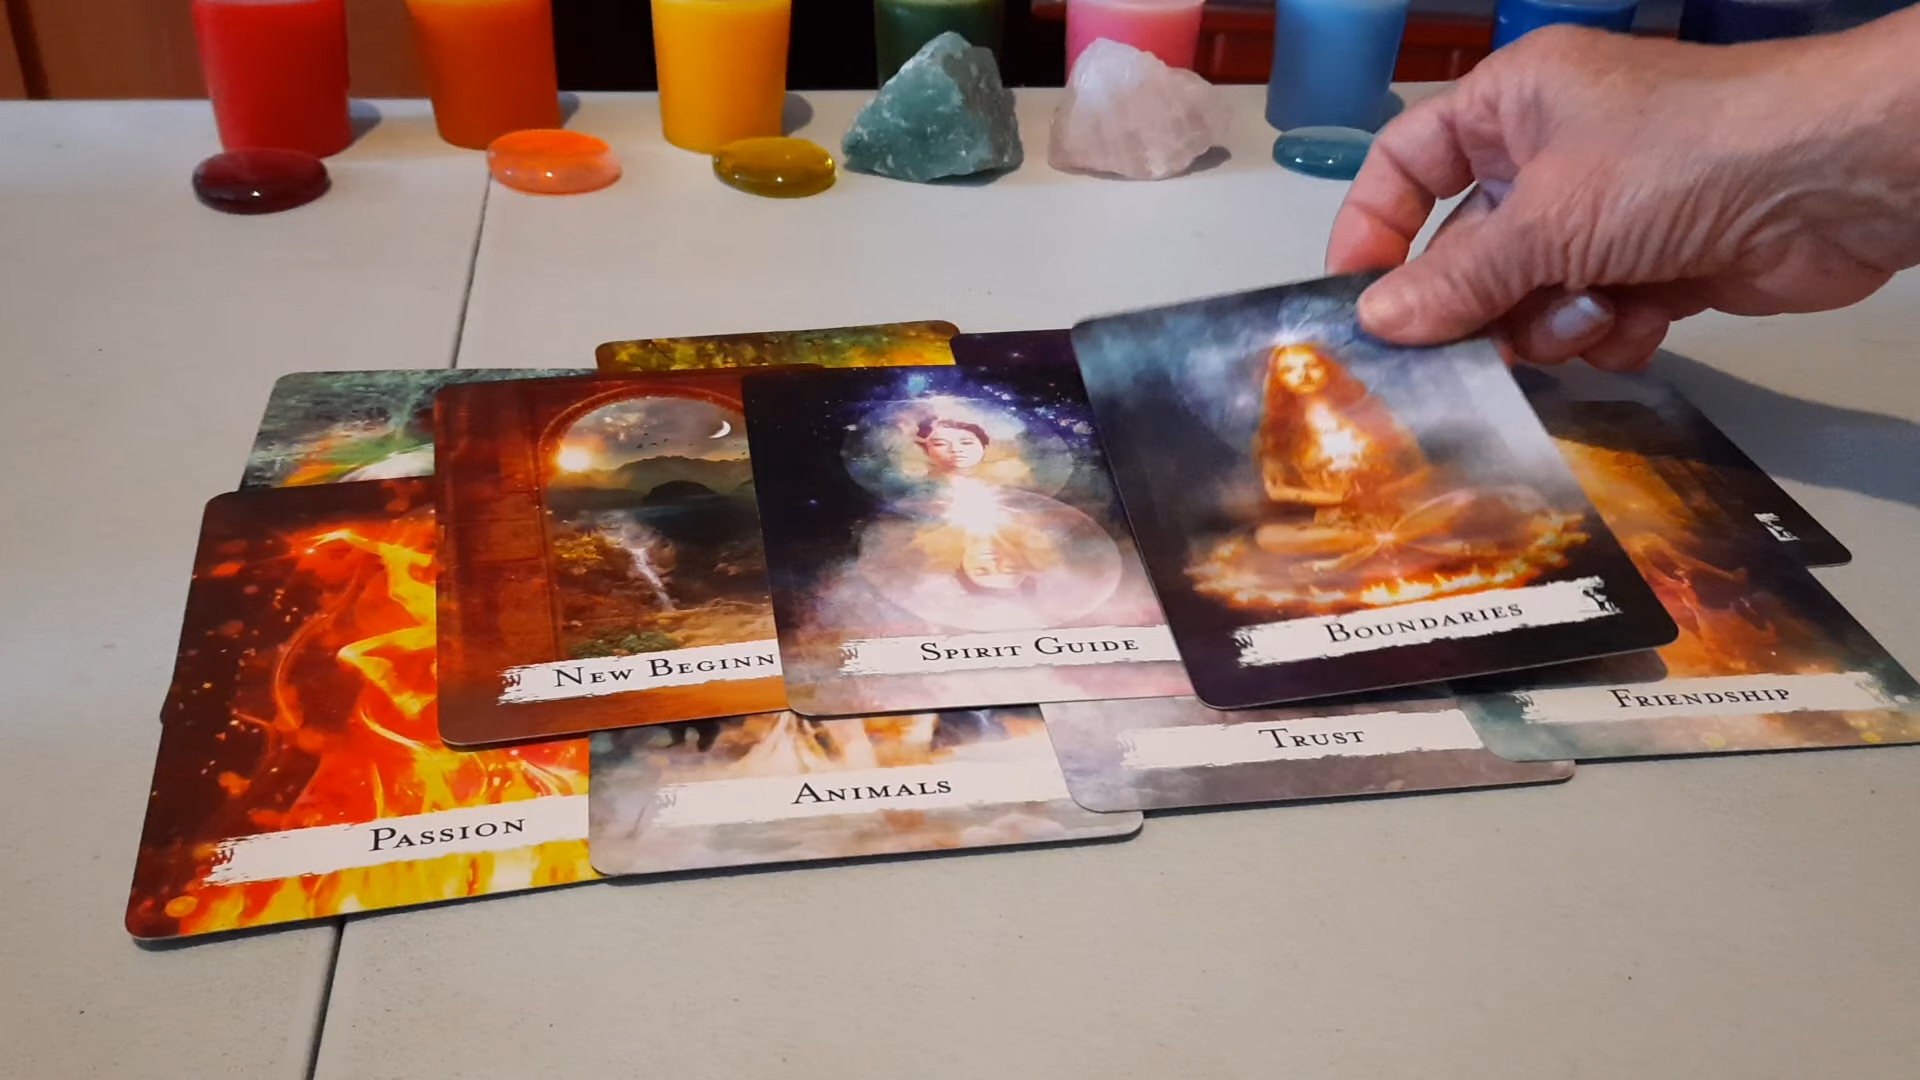 New Beginn
Spirit Guide
Boundaries
Friendship
Trust
Animals
Passion